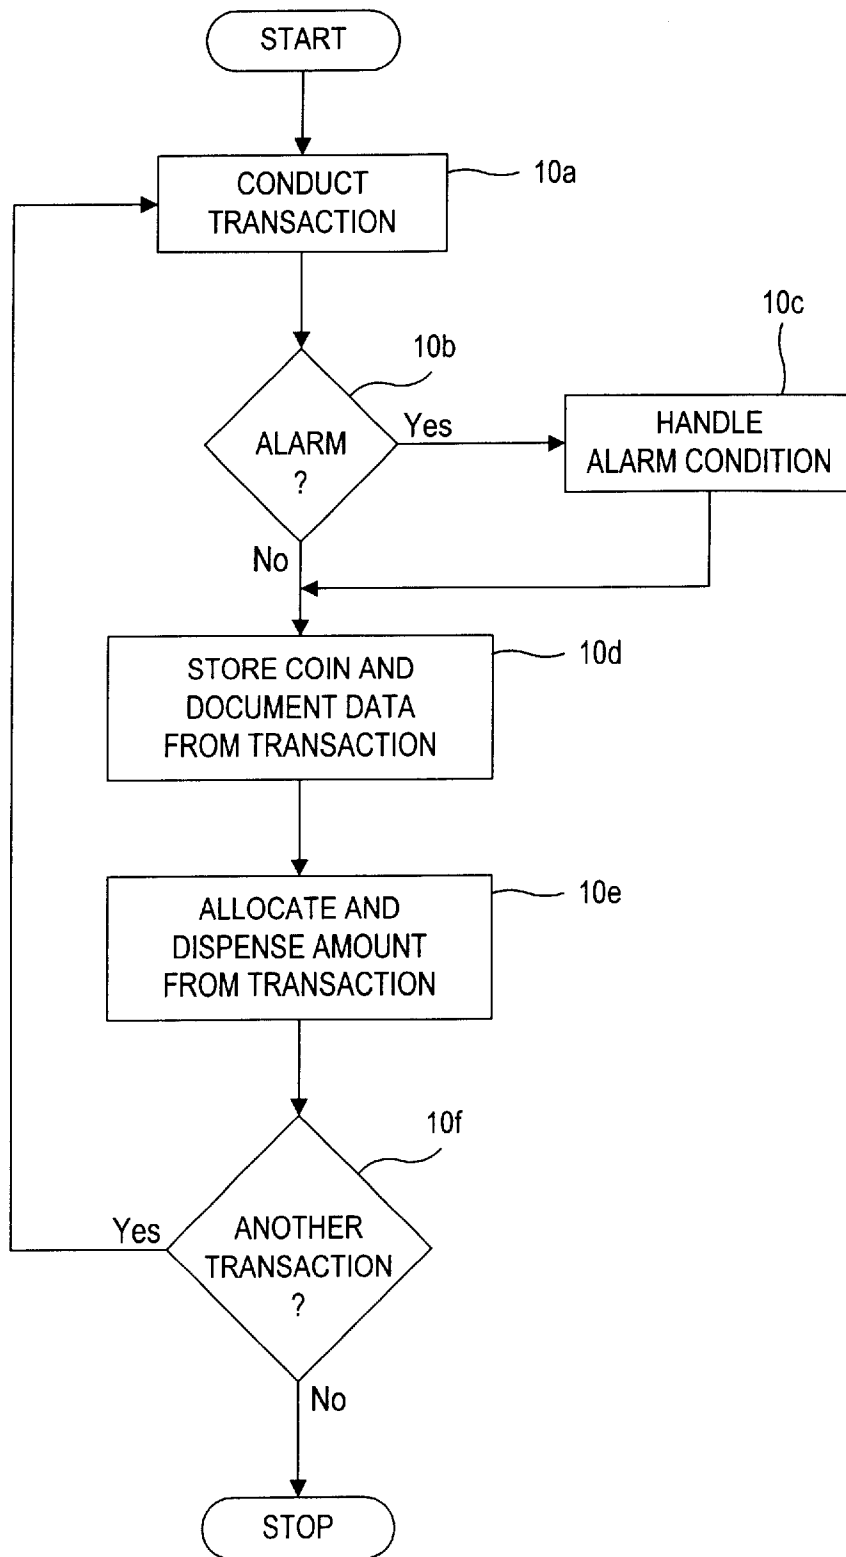 START
CONDUCT
TRANSACTION
10a
10b
ALARM
?
Yes
10c
HANDLE
ALARM CONDITION
No
STORE COIN AND
DOCUMENT DATA
FROM TRANSACTION
10d
ALLOCATE AND
DISPENSE AMOUNT
FROM TRANSACTION
10e
10f
Yes
ANOTHER
TRANSACTION
?
No
STOP